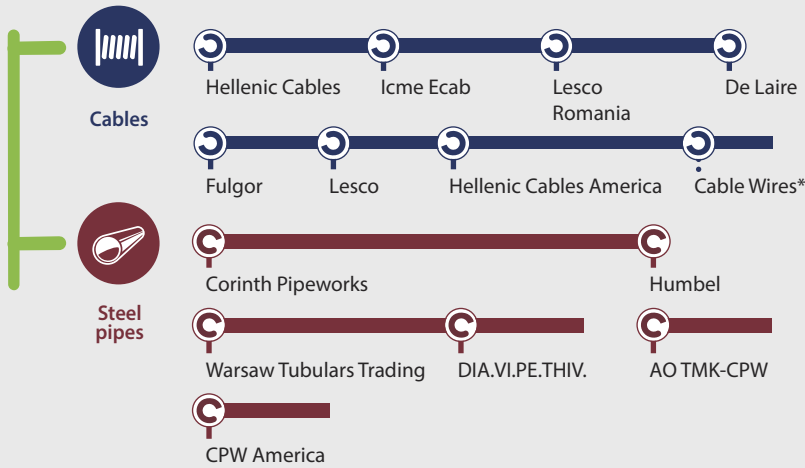 Cables
Hellenic Cables
Icme Ecab
Lesco
Romania
De Laire
Fulgor
Lesco
Hellenic Cables America
Cable Wires*
Steel
pipes
Corinth Pipeworks
Humbel
Warsaw Tubulars Trading
DIA.VI.PE.THIV.
AO TMK-CPW
CPW America